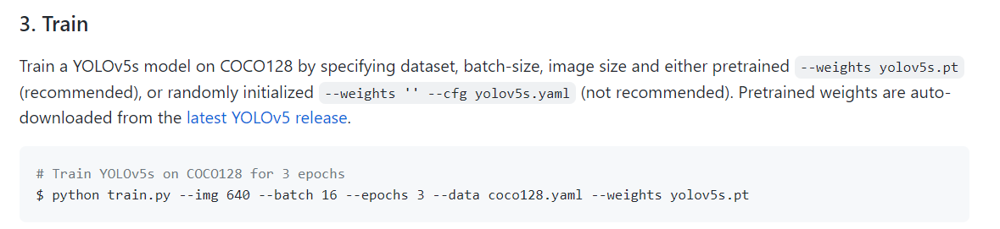 3. Train
Train a YOLOv5s model on COCO128 by specifying dataset, batch-size, image size and either pretrained --weights yolov5s.pt
(recommended), or randomly initialized --weights '' --cfg yolov5s.yaml (not recommended). Pretrained weights are auto-
downloaded from the latest YOLOv5 release.
# Train YOLOv5s on COCO128 for 3 epochs
$ python train.py --img 640 --batch 16 --epochs 3 --data coco128.yaml --weights yolov5s.pt